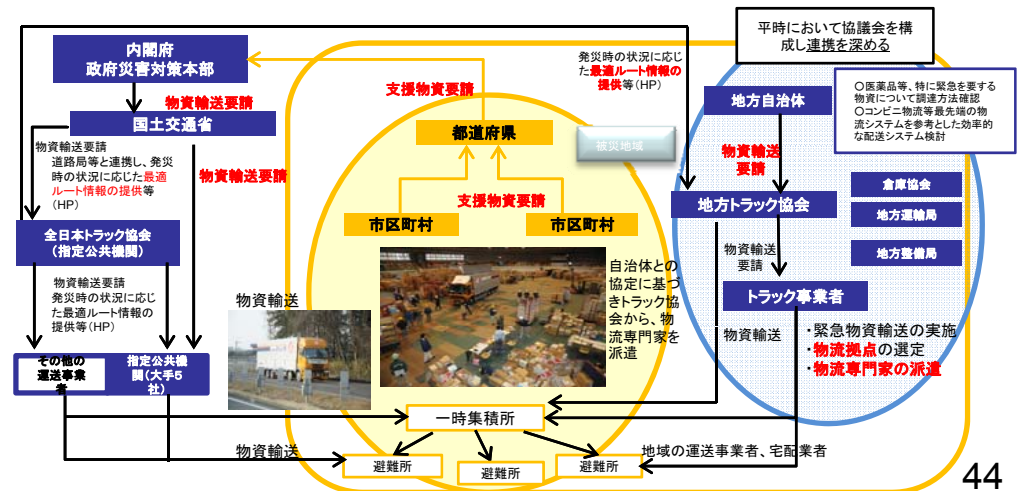 内閣府
政府災害対策本部
物資輸送要請
国土交通省
物資輸送要請
道路局等と連携し、発災
時の状況に応じた最適
ルート情報の提供等
(HP)
物資輸送要請
全日本トラック協会
(指定公共機関)
物資輸送要請
発災時の状況に応じ
た最適ルート情報の
提供等(HP)
その他の
運送事業
者
指定公共機
関(大手5
社)
支援物資要請
都道府県
支援物資要請
市区町村
市区町村
発災時の状況に応じ
た最適ルート情報の
提供等(HP)
被災地域
物資輸送
自治体との
協定に基づ
きトラック協
会から、物
流専門家を
派遣
一時集積所
物資輸送
避難所
避難所
避難所
地域の運送事業者、宅配業者
平時において協議会を構
成し連携を深める
地方自治体
○医薬品等、特に緊急を要する
物資について調達方法確認
○コンビニ物流等最先端の物
流システムを参考とした効率的
な配送システム検討
物資輸送
要請
地方トラック協会
倉庫協会
地方運輸局
地方整備局
物資輸送
要請
トラック事業者
物資輸送
・緊急物資輸送の実施
・物流拠点の選定
・物流専門家の派遣
44